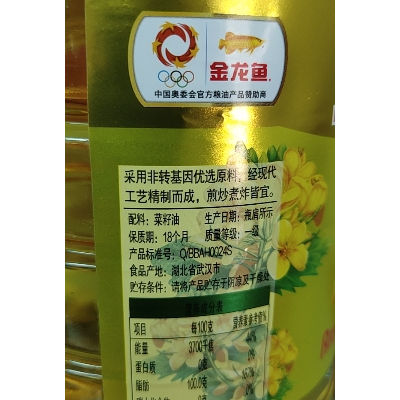 金龙鱼
中国奥委会官方粮油产品赞助商
采用非转基因优选原料，经现代
工艺精制而成，煎炒煮炸皆宜。
配料：菜籽油 生产日期：瓶肩所示
保质期：18个月 质量等级：一级
产品标准号：Q/BBAH0024S
食品产地：湖北省武汉市
贮存条件：请将产品贮存于阴凉及干燥处
项目 每100克 营养素参考值%
能量 3700千焦 44%
蛋白质 0克 0%
脂肪 100.0克 167%